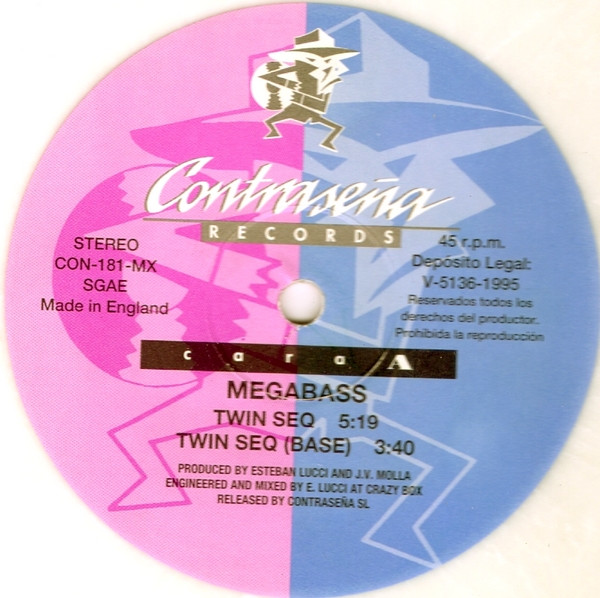 Contraseña
RECORDS
STEREO
CON-181-MX
SGAE
Made in England
45 r.p.m.
Depósito Legal:
V-5136-1995
Reservados todos los
derechos del productor.
Prohibida la reproducción
cara A
MEGABASS
TWIN SEQ 5:19
TWIN SEQ (BASE) 3:40
PRODUCED BY ESTEBAN LUCCI AND J.V. MOLLA
ENGINEERED AND MIXED BY E. LUCCI AT CRAZY BOX
RELEASED BY CONTRASEÑA SL